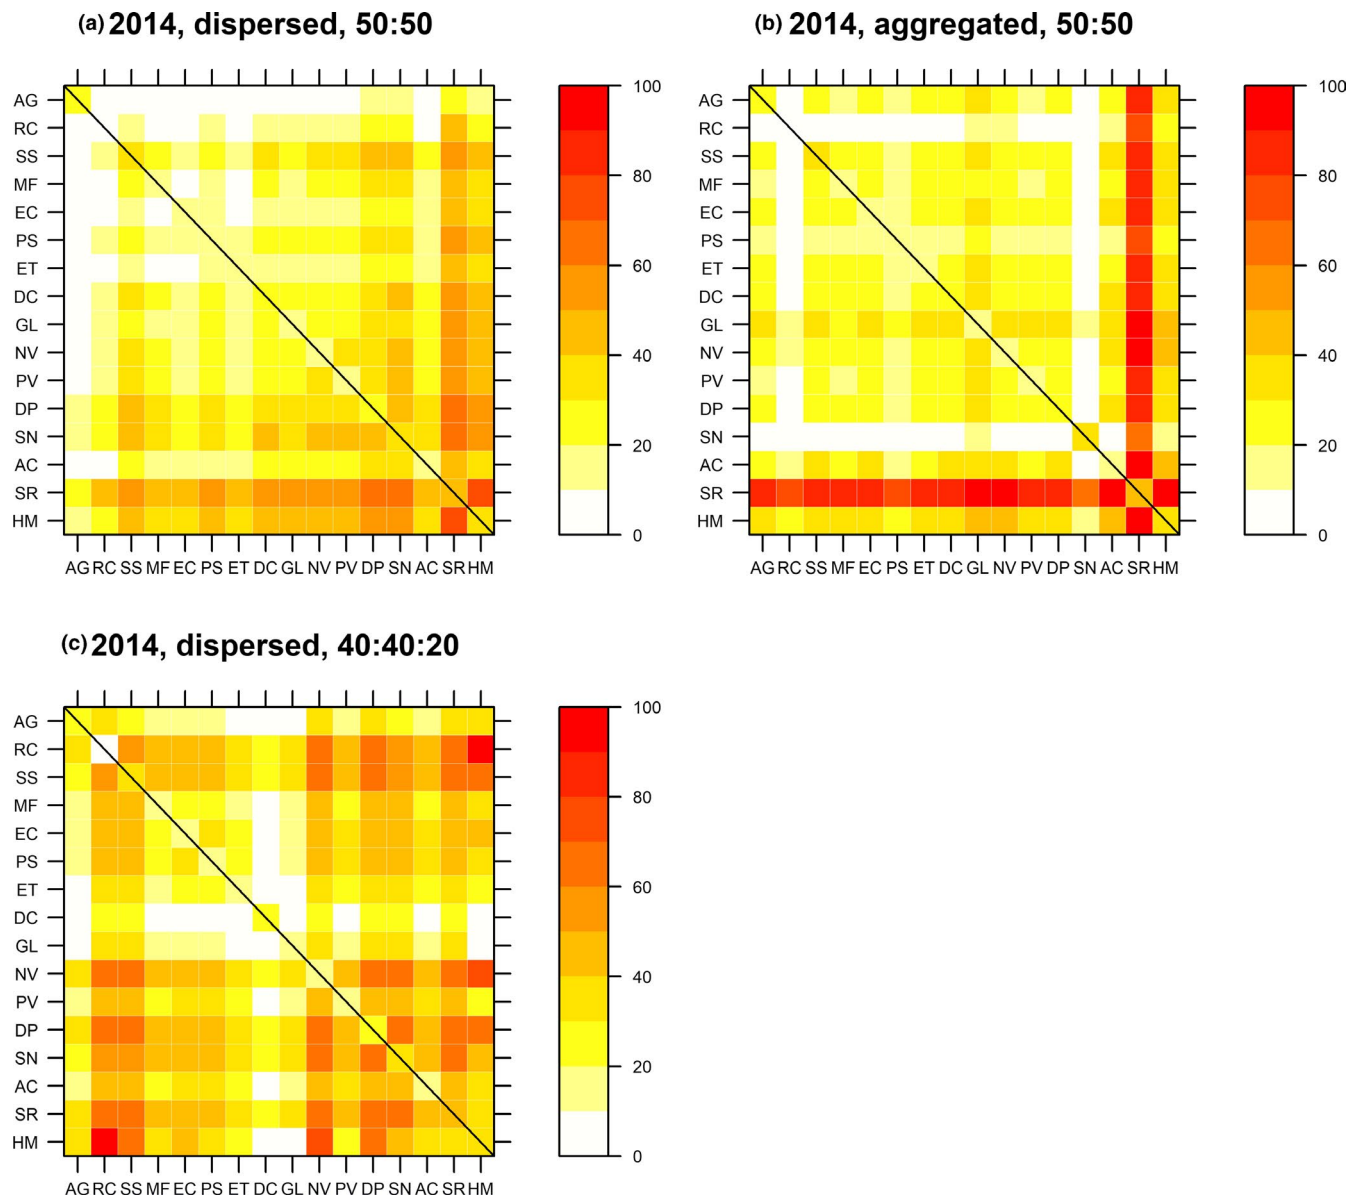 (a) 2014, dispersed, 50:50
(b) 2014, aggregated, 50:50
AG
RC
SS
MF
EC
PS
ET
DC
GL
NV
PV
DP
SN
AC
SR
HM
AG RC SS MF EC PS ET DC GL NV PV DP SN AC SR HM
100
80
60
40
20
0
AG
RC
SS
MF
EC
PS
ET
DC
GL
NV
PV
DP
SN
AC
SR
HM
AG RC SS MF EC PS ET DC GL NV PV DP SN AC SR HM
100
80
60
40
20
0
(c) 2014, dispersed, 40:40:20
AG
RC
SS
MF
EC
PS
ET
DC
GL
NV
PV
DP
SN
AC
SR
HM
AG RC SS MF EC PS ET DC GL NV PV DP SN AC SR HM
100
80
60
40
20
0